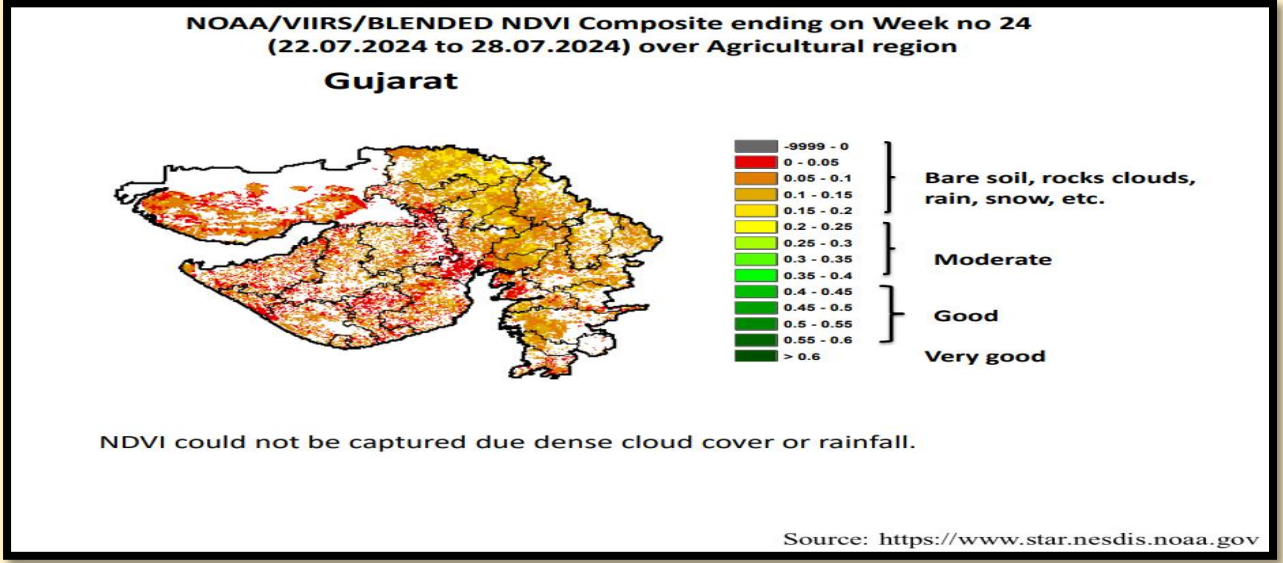 NOAA/VIIRS/BLENDED NDVI Composite ending on Week no 24
(22.07.2024 to 28.07.2024) over Agricultural region
Gujarat
-9999 - 0
0 - 0.05
0.05 - 0.1
0.1 - 0.15
0.15 - 0.2
0.2 - 0.25
0.25 - 0.3
0.3 - 0.35
0.35 - 0.4
0.4 - 0.45
0.45 - 0.5
0.5 - 0.55
0.55 - 0.6
> 0.6
Bare soil, rocks clouds,
rain, snow, etc.
Moderate
Good
Very good
NDVI could not be captured due dense cloud cover or rainfall.
Source: https://www.star.nesdis.noaa.gov